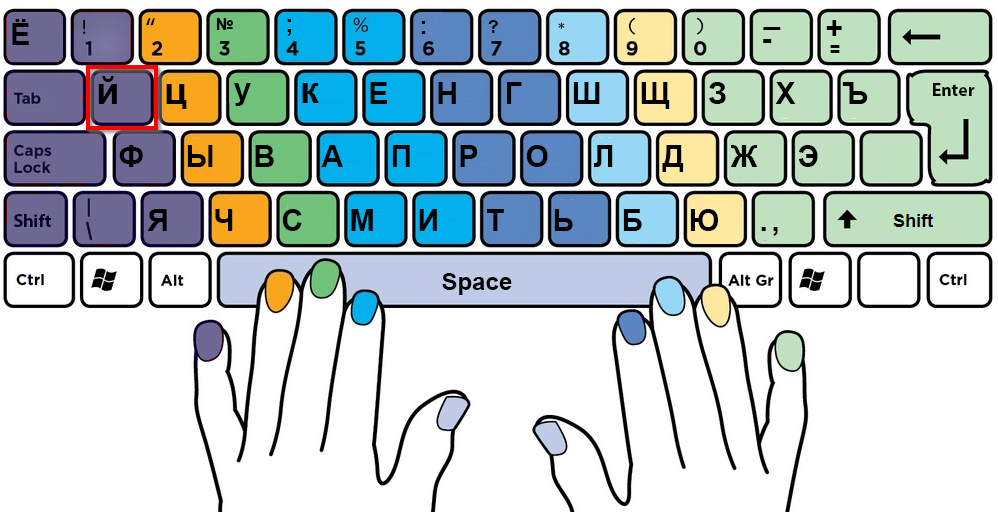 Ё ! 1 “ 2 № 3 ; 4 % 5 : 6 ? 7 * 8 ( 9 ) 0 — - + =
Tab Й Ц У К Е Н Г Ш Щ З Х Ъ Enter
Caps Lock Ф Ы В А П Р О Л Д Ж Э
Shift | \ Я Ч С М И Т Ь Б Ю . , Shift
Ctrl Alt Space Alt Gr Ctrl